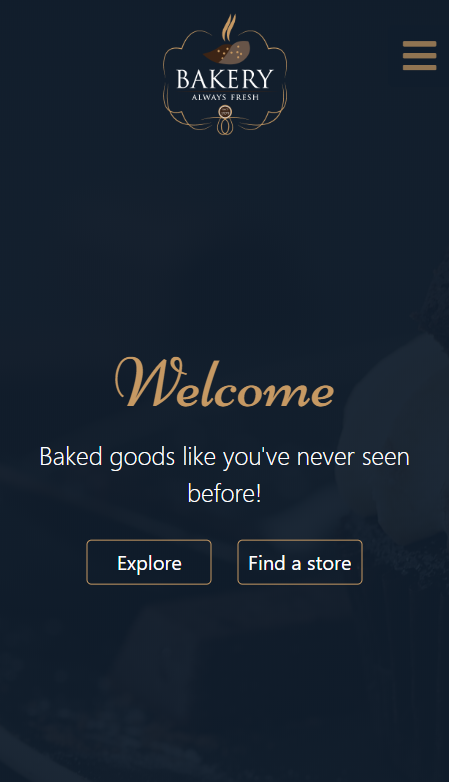 BAKERY
ALWAYS FRESH
Welcome
Baked goods like you've never seen
before!
Explore
Find a store